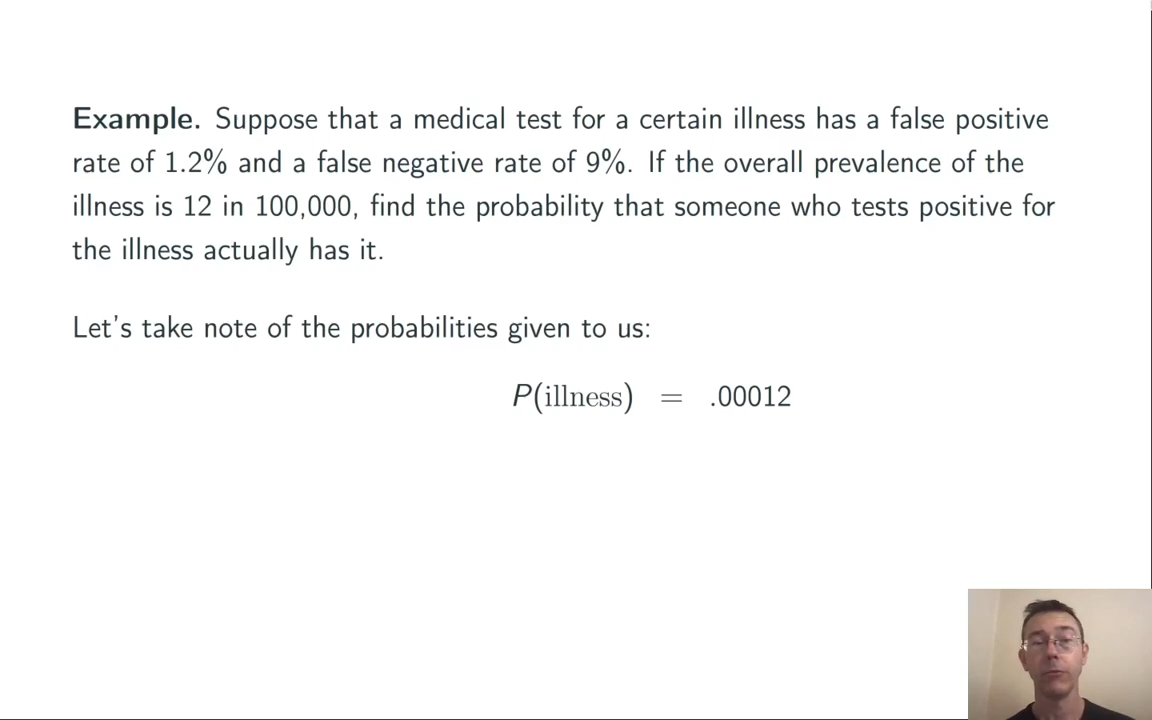 Example. Suppose that a medical test for a certain illness has a false positive
rate of 1.2% and a false negative rate of 9%. If the overall prevalence of the
illness is 12 in 100,000, find the probability that someone who tests positive for
the illness actually has it.
Let's take note of the probabilities given to us:
P(illness) = .00012